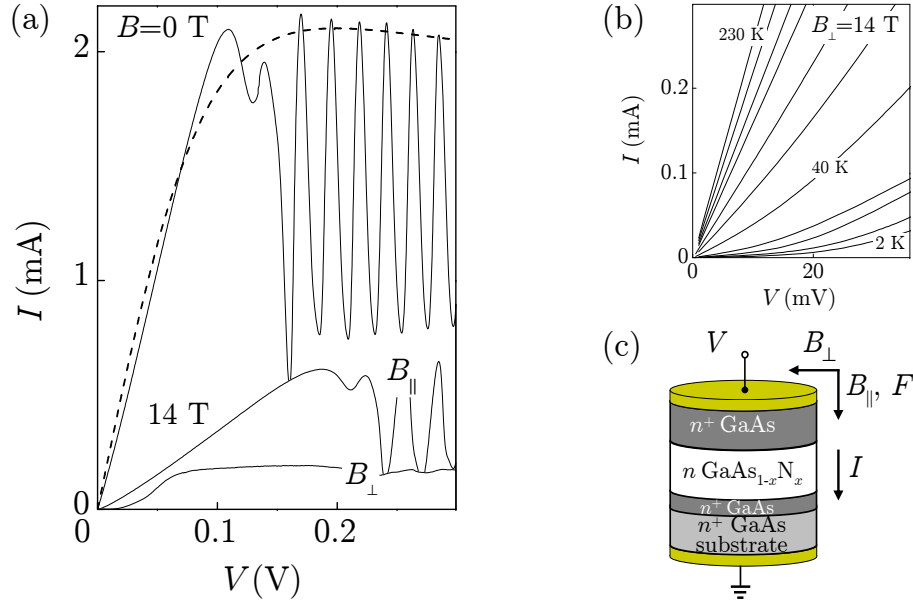 (a)
B=0 T
2
1
0
I (mA)
14 T
B∥
B⊥
0
0.1
0.2
V (V)
(b)
230 K
B⊥=14 T
40 K
2 K
0.2
0.1
0
I (mA)
0
20
V (mV)
(c)
V
B⊥
B∥, F
I
n⁺ GaAs
n GaAs₁₋ₓNₓ
n⁺ GaAs
n⁺ GaAs
substrate